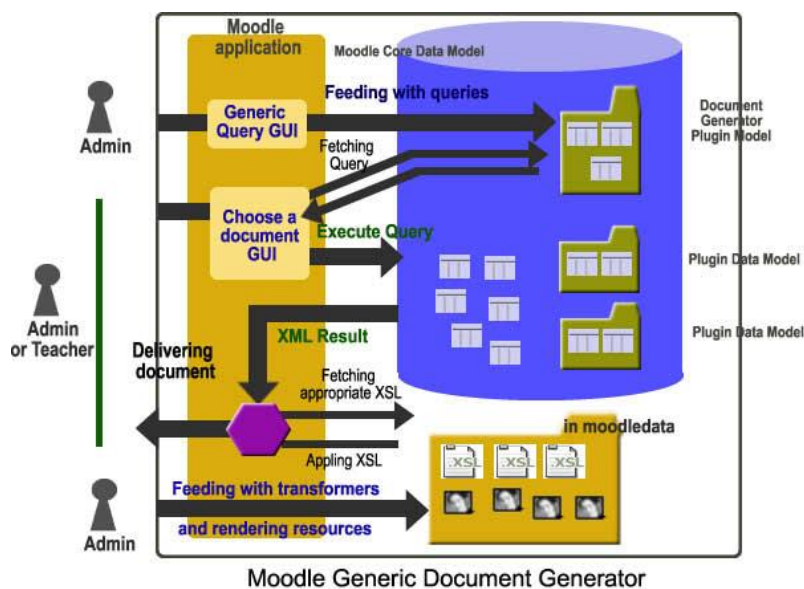 Moodle
application
Moodle Core Data Model
Feeding with queries
Generic
Query GUI
Document
Generator
Plugin Model
Admin
Fetching
Query
Choose a
document
GUI
Execute Query
Plugin Data Model
Admin
or Teacher
XML Result
Plugin Data Model
Delivering
document
Fetching
appropriate XSL
in moodledata
.XSL
.XSL
.XSL
Appling XSL
Feeding with transformers
and rendering resources
Admin
Moodle Generic Document Generator